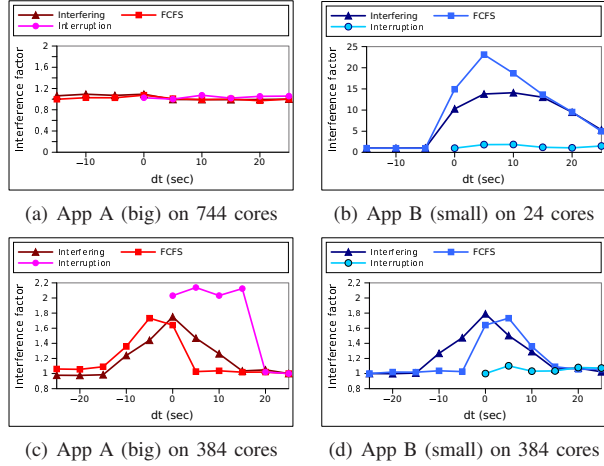 Interfering FCFS
Interruption
Interference factor
2
1,6
1,2
0,8
0,4
0
−10 0 10 20
dt (sec)
(a) App A (big) on 744 cores
Interfering FCFS
Interruption
Interference factor
25
20
15
10
5
0
−10 0 10 20
dt (sec)
(b) App B (small) on 24 cores
Interfering FCFS
Interruption
Interference factor
2,2
2
1,8
1,6
1,4
1,2
1
0,8
−20 −10 0 10 20
dt (sec)
(c) App A (big) on 384 cores
Interfering FCFS
Interruption
Interference factor
2,2
2
1,8
1,6
1,4
1,2
1
0,8
−20 −10 0 10 20
dt (sec)
(d) App B (small) on 384 cores